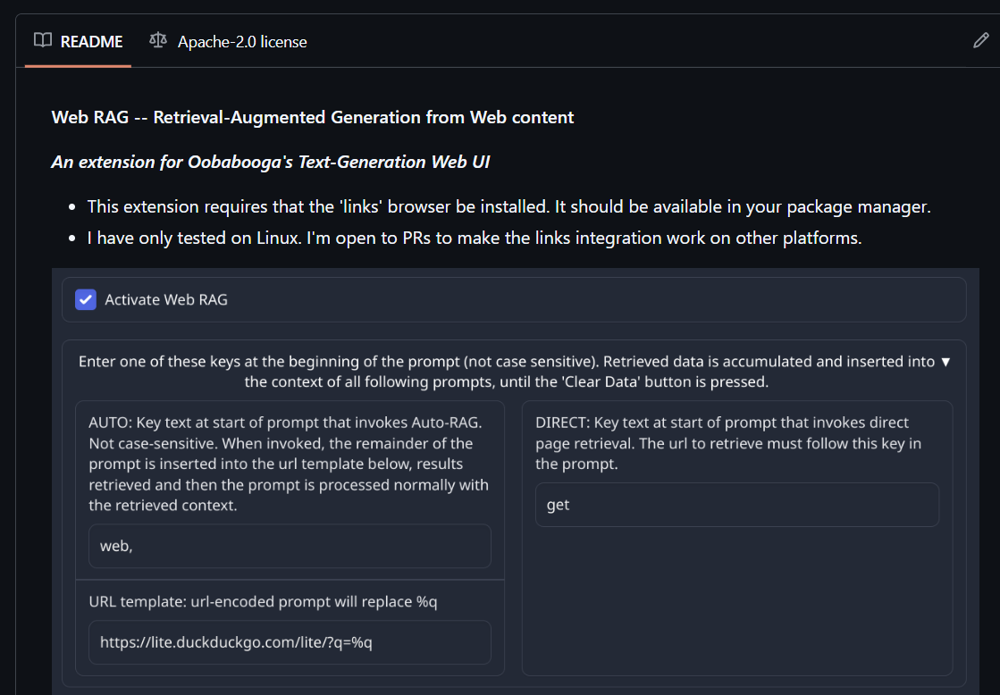 README
Apache-2.0 license
Web RAG -- Retrieval-Augmented Generation from Web content
An extension for Oobabooga's Text-Generation Web UI
• This extension requires that the 'links' browser be installed. It should be available in your package manager.
• I have only tested on Linux. I'm open to PRs to make the links integration work on other platforms.
Activate Web RAG
Enter one of these keys at the beginning of the prompt (not case sensitive). Retrieved data is accumulated and inserted into ▼
the context of all following prompts, until the 'Clear Data' button is pressed.
AUTO: Key text at start of prompt that invokes Auto-RAG.
Not case-sensitive. When invoked, the remainder of the
prompt is inserted into the url template below, results
retrieved and then the prompt is processed normally with
the retrieved context.
web,
URL template: url-encoded prompt will replace %q
https://lite.duckduckgo.com/lite/?q=%q
DIRECT: Key text at start of prompt that invokes direct
page retrieval. The url to retrieve must follow this key in
the prompt.
get